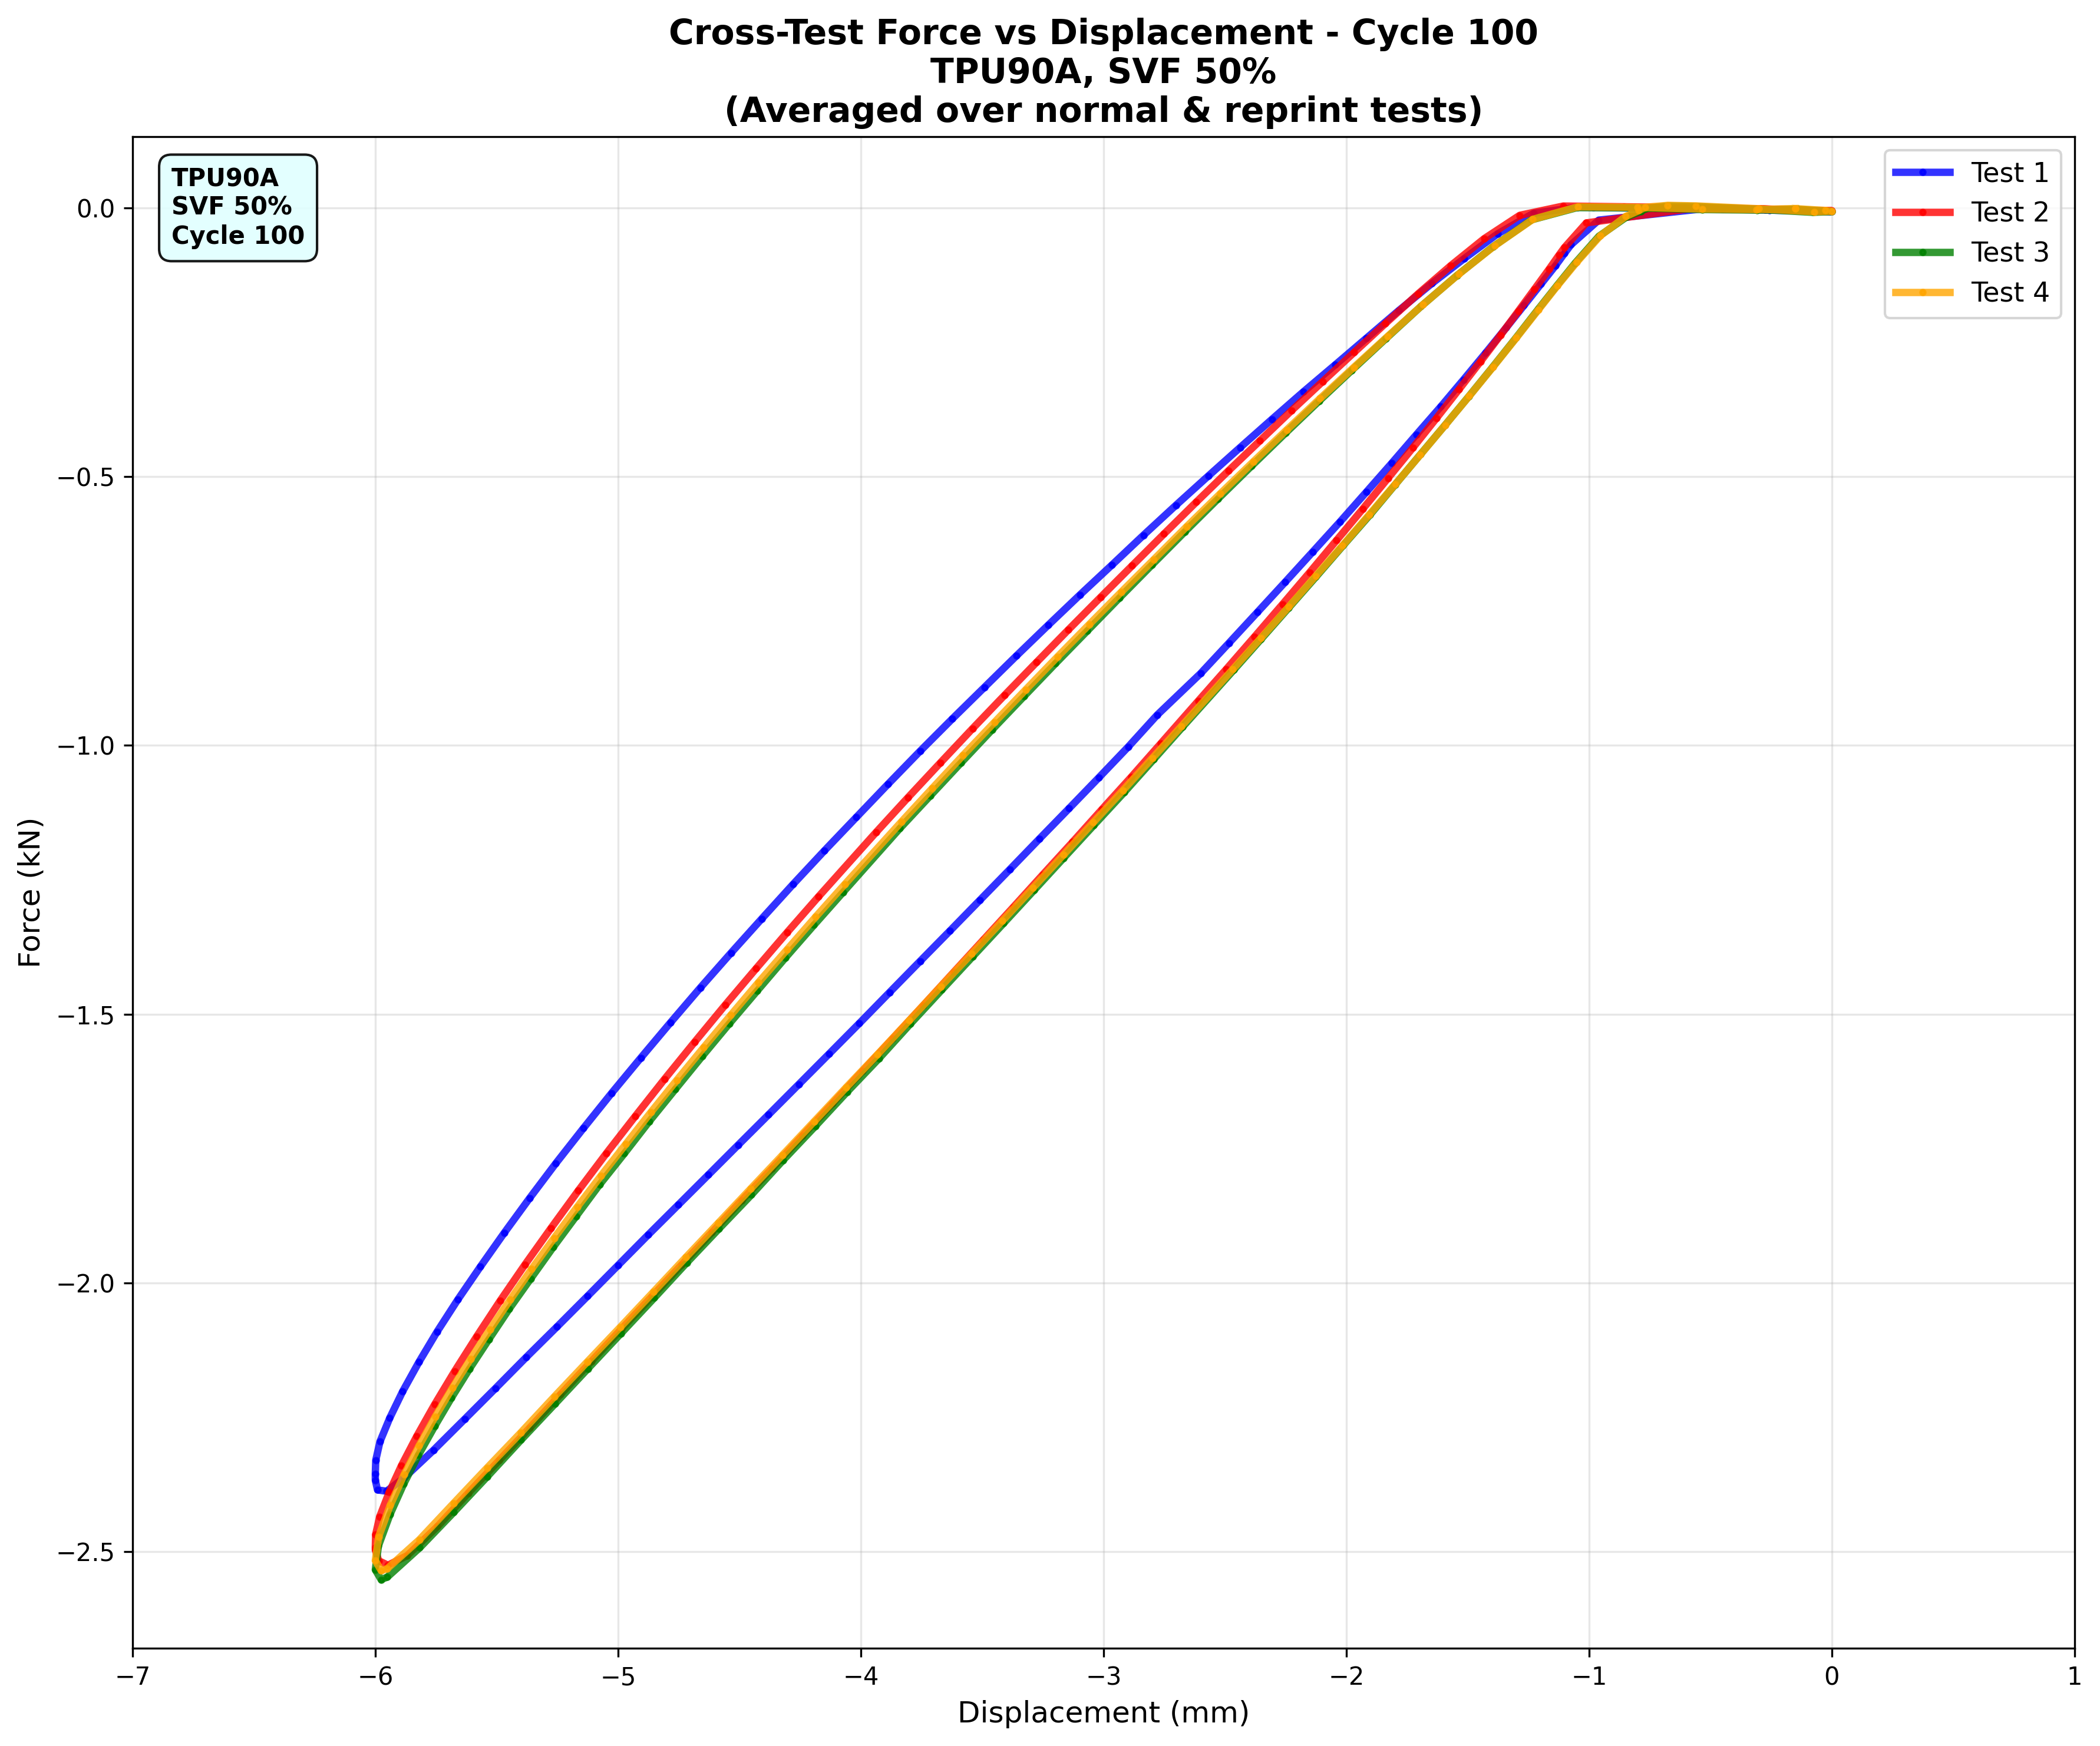 Cross-Test Force vs Displacement - Cycle 100
TPU90A, SVF 50%
(Averaged over normal & reprint tests)
TPU90A
SVF 50%
Cycle 100
Test 1
Test 2
Test 3
Test 4
0.0
−0.5
−1.0
−1.5
−2.0
−2.5
Force (kN)
−7
−6
−5
−4
−3
−2
−1
0
1
Displacement (mm)